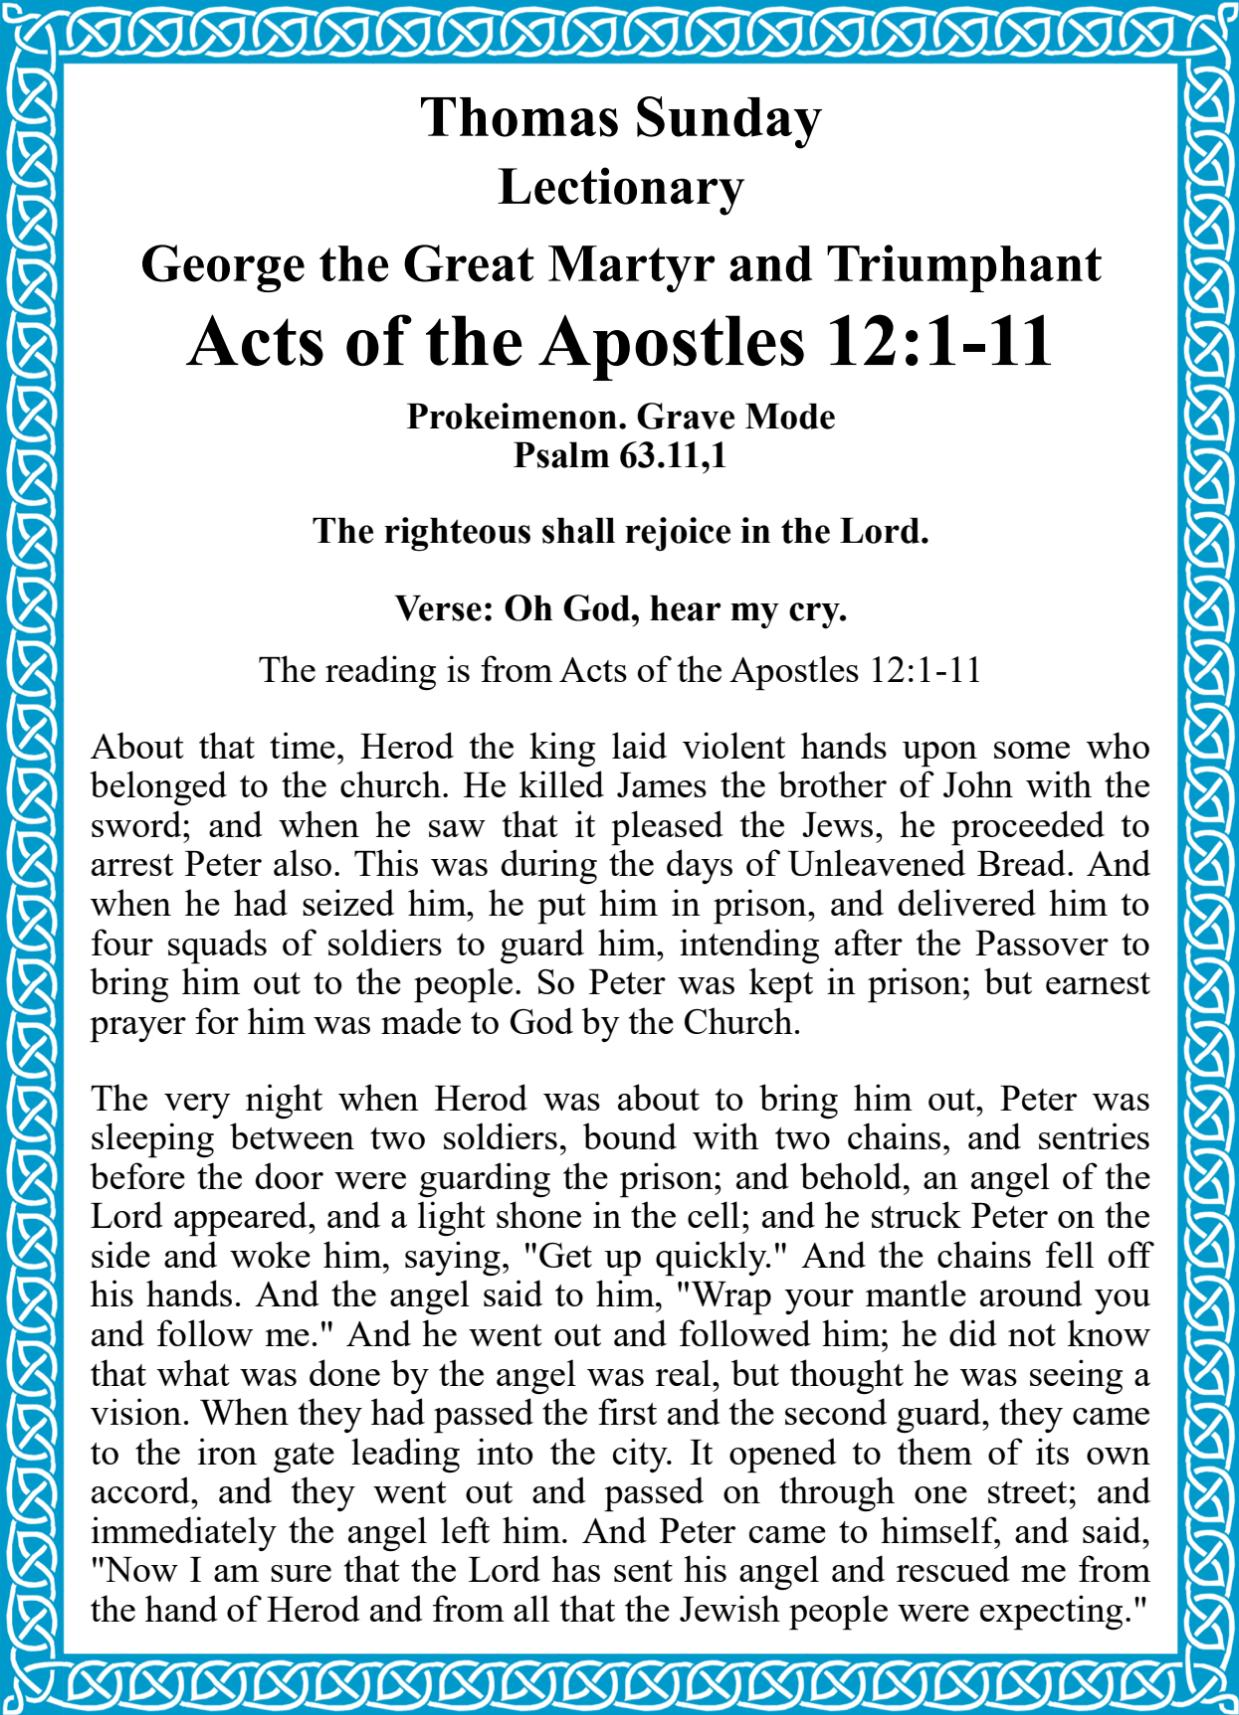 Thomas Sunday
Lectionary
George the Great Martyr and Triumphant
Acts of the Apostles 12:1-11
Prokeimenon. Grave Mode
Psalm 63.11,1
The righteous shall rejoice in the Lord.
Verse: Oh God, hear my cry.
The reading is from Acts of the Apostles 12:1-11
About that time, Herod the king laid violent hands upon some who
belonged to the church. He killed James the brother of John with the
sword; and when he saw that it pleased the Jews, he proceeded to
arrest Peter also. This was during the days of Unleavened Bread. And
when he had seized him, he put him in prison, and delivered him to
four squads of soldiers to guard him, intending after the Passover to
bring him out to the people. So Peter was kept in prison; but earnest
prayer for him was made to God by the Church.
The very night when Herod was about to bring him out, Peter was
sleeping between two soldiers, bound with two chains, and sentries
before the door were guarding the prison; and behold, an angel of the
Lord appeared, and a light shone in the cell; and he struck Peter on the
side and woke him, saying, "Get up quickly." And the chains fell off
his hands. And the angel said to him, "Wrap your mantle around you
and follow me." And he went out and followed him; he did not know
that what was done by the angel was real, but thought he was seeing a
vision. When they had passed the first and the second guard, they came
to the iron gate leading into the city. It opened to them of its own
accord, and they went out and passed on through one street; and
immediately the angel left him. And Peter came to himself, and said,
"Now I am sure that the Lord has sent his angel and rescued me from
the hand of Herod and from all that the Jewish people were expecting."